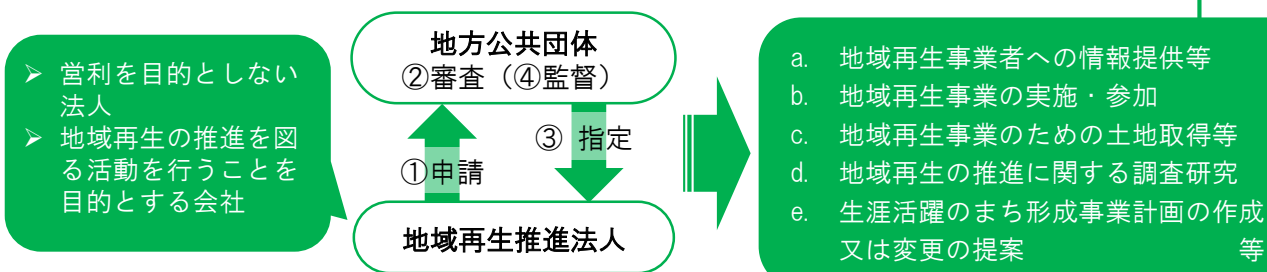 ➢ 営利を目的としない
法人
➢ 地域再生の推進を図
る活動を行うことを
目的とする会社
地方公共団体
②審査（④監督）
③ 指定
①申請
地域再生推進法人
a. 地域再生事業者への情報提供等
b. 地域再生事業の実施・参加
c. 地域再生事業のための土地取得等
d. 地域再生の推進に関する調査研究
e. 生涯活躍のまち形成事業計画の作成
又は変更の提案 等